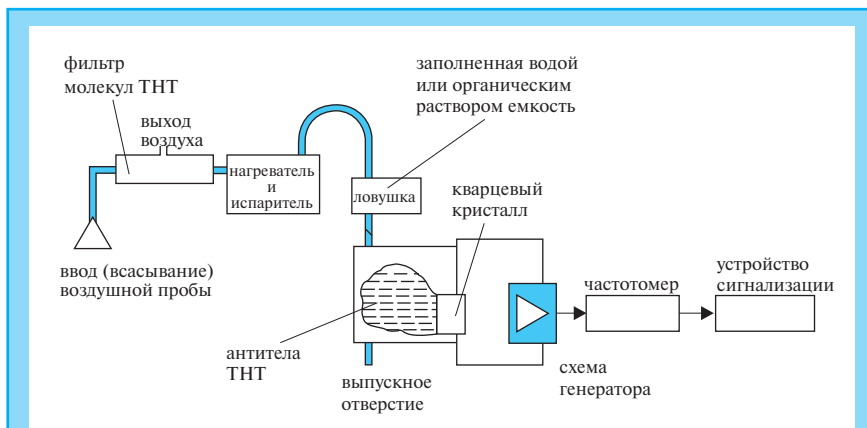 фильтр
молекул ТНТ
выход
воздуха
заполненная водой
или органическим
раствором емкость
нагреватель
и
испаритель
ловушка
кварцевый
кристалл
ввод (всасывание)
воздушной пробы
частотомер
устройство
сигнализации
антитела
ТНТ
выпускное
отверстие
схема
генератора